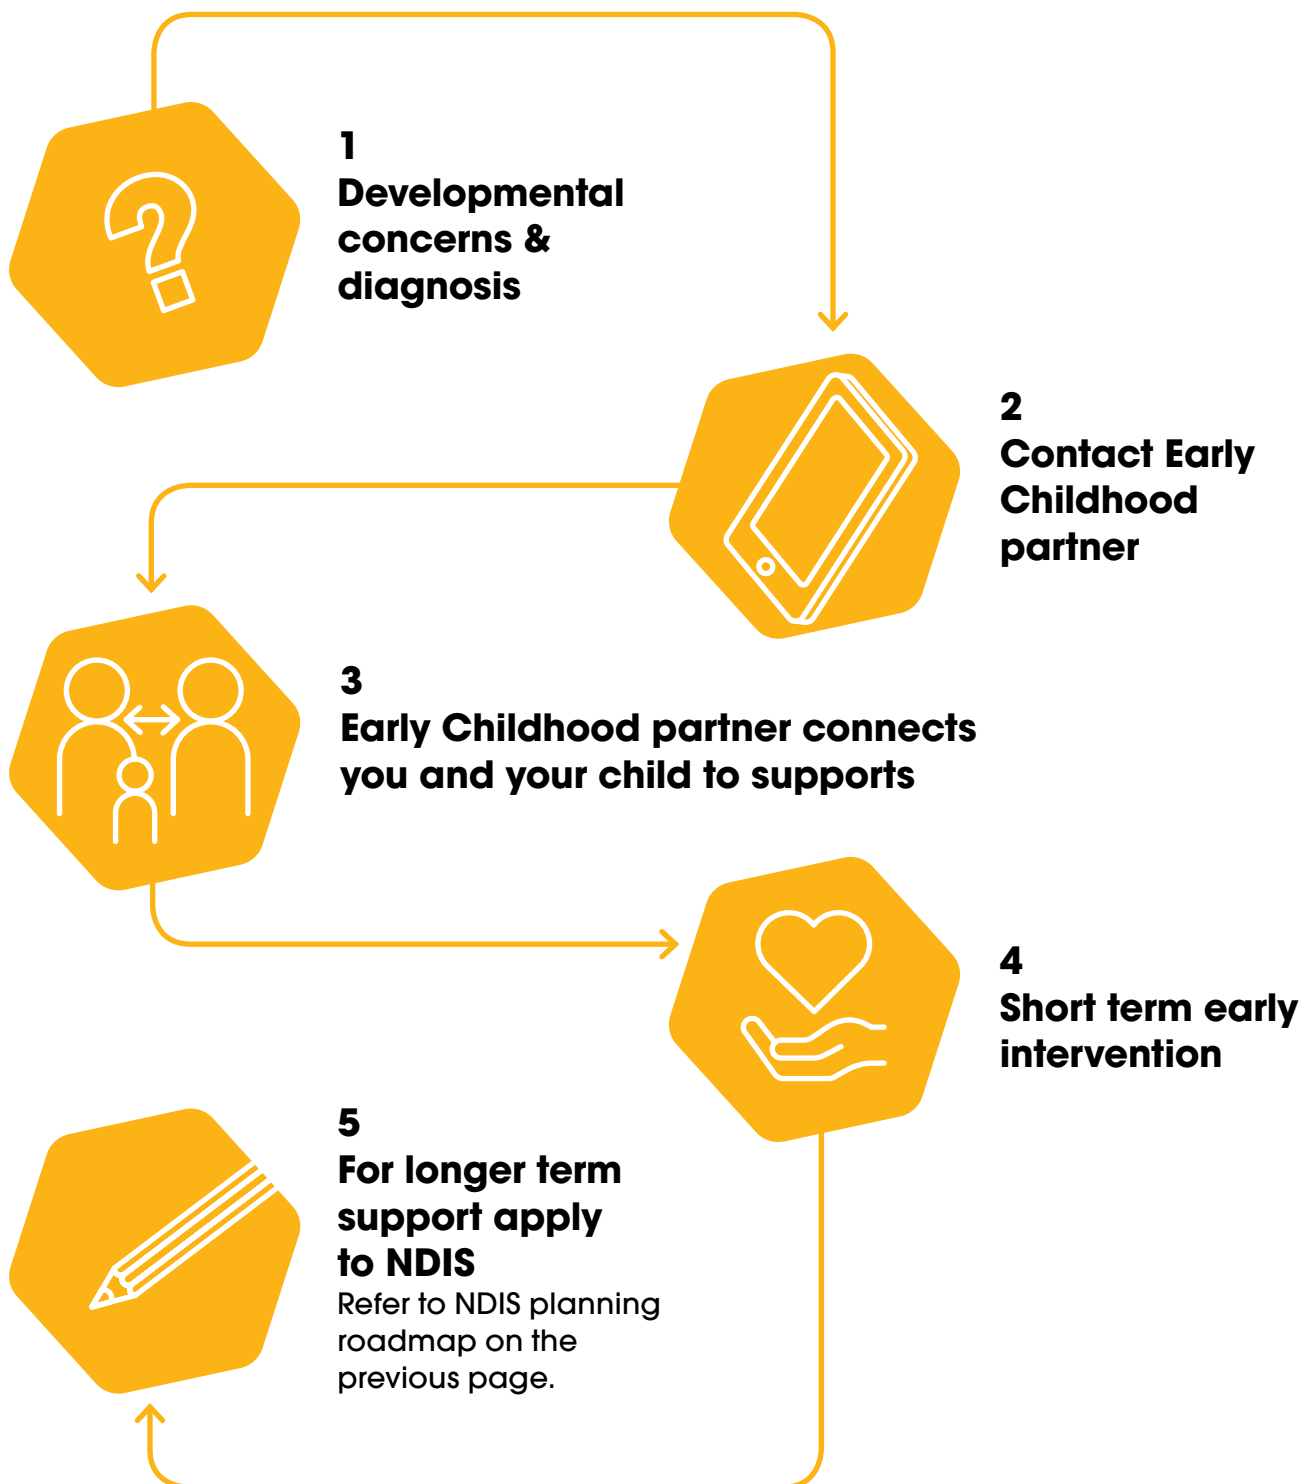 1
Developmental
concerns &
diagnosis
2
Contact Early
Childhood
partner
3
Early Childhood partner connects
you and your child to supports
4
Short term early
intervention
5
For longer term
support apply
to NDIS
Refer to NDIS planning
roadmap on the
previous page.